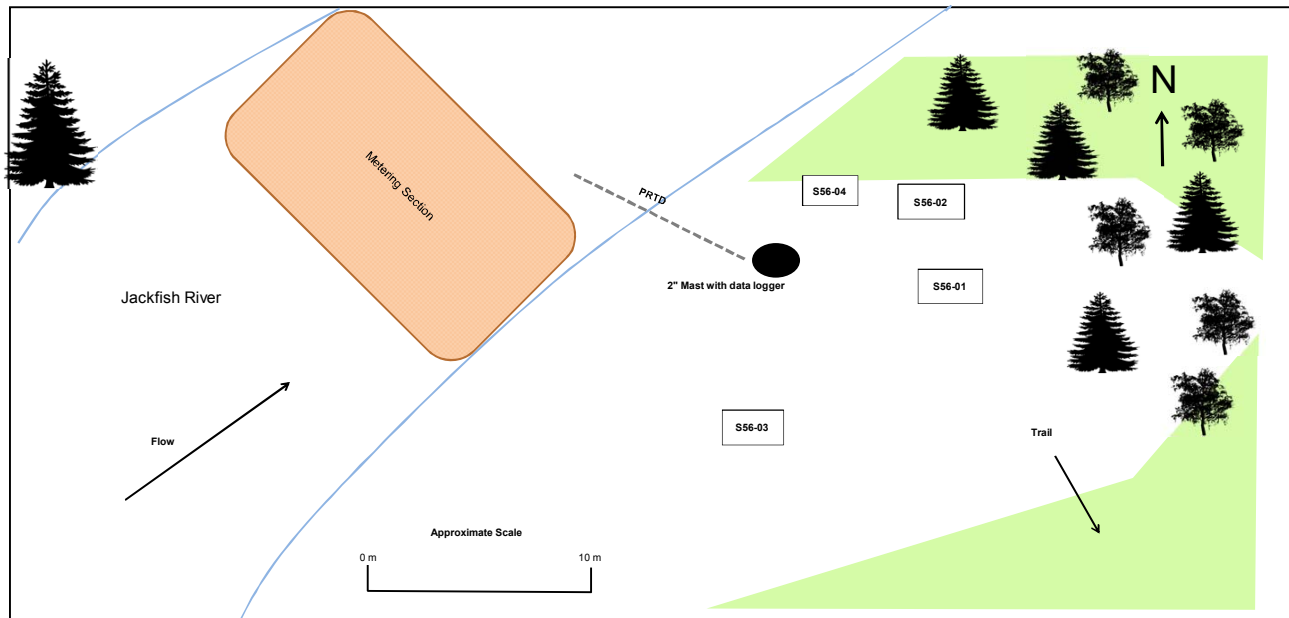 N
Metering Section
PRTD
S56-04
S56-02
2" Mast with data logger
S56-01
Jackfish River
S56-03
Flow
Trail
Approximate Scale
0 m
10 m